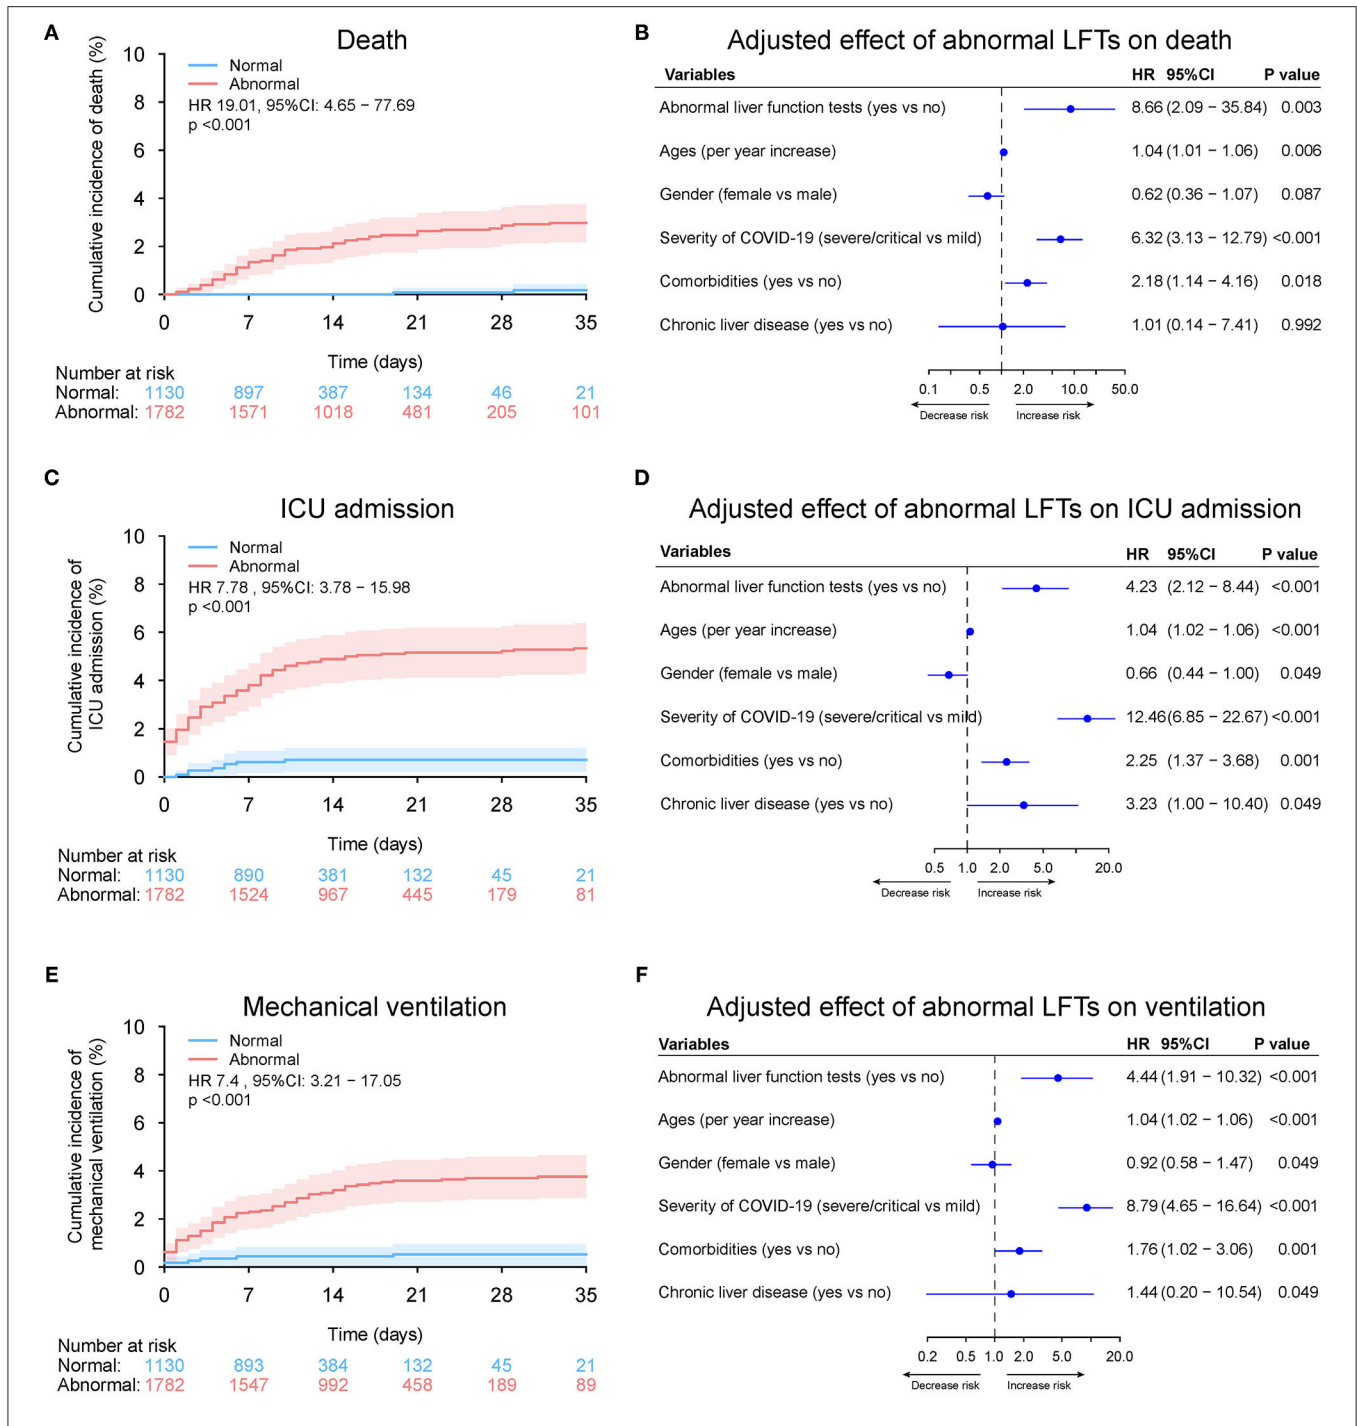 A
Death
Cumulative incidence of death (%)
10
8
6
4
2
0
Normal
Abnormal
HR 19.01, 95%CI: 4.65 − 77.69
p <0.001
0 7 14 21 28 35
Time (days)
Number at risk
Normal: 1130 897 387 134 46 21
Abnormal: 1782 1571 1018 481 205 101
B
Adjusted effect of abnormal LFTs on death
Variables HR 95%CI P value
Abnormal liver function tests (yes vs no) 8.66 (2.09 − 35.84) 0.003
Ages (per year increase) 1.04 (1.01 − 1.06) 0.006
Gender (female vs male) 0.62 (0.36 − 1.07) 0.087
Severity of COVID-19 (severe/critical vs mild) 6.32 (3.13 − 12.79) <0.001
Comorbidities (yes vs no) 2.18 (1.14 − 4.16) 0.018
Chronic liver disease (yes vs no) 1.01 (0.14 − 7.41) 0.992
0.1 0.5 2.0 10.0 50.0
Decrease risk Increase risk
C
ICU admission
Cumulative incidence of
ICU admission (%)
10
8
6
4
2
0
Normal
Abnormal
HR 7.78 , 95%CI: 3.78 − 15.98
p <0.001
0 7 14 21 28 35
Time (days)
Number at risk
Normal: 1130 890 381 132 45 21
Abnormal: 1782 1524 967 445 179 81
D
Adjusted effect of abnormal LFTs on ICU admission
Variables HR 95%CI P value
Abnormal liver function tests (yes vs no) 4.23 (2.12 − 8.44) <0.001
Ages (per year increase) 1.04 (1.02 − 1.06) <0.001
Gender (female vs male) 0.66 (0.44 − 1.00) 0.049
Severity of COVID-19 (severe/critical vs mild) 12.46 (6.85 − 22.67) <0.001
Comorbidities (yes vs no) 2.25 (1.37 − 3.68) 0.001
Chronic liver disease (yes vs no) 3.23 (1.00 − 10.40) 0.049
0.5 1.0 2.0 5.0 20.0
Decrease risk Increase risk
E
Mechanical ventilation
Cumulative incidence of
mechanical ventilation (%)
10
8
6
4
2
0
Normal
Abnormal
HR 7.4 , 95%CI: 3.21 − 17.05
p <0.001
0 7 14 21 28 35
Time (days)
Number at risk
Normal: 1130 893 384 132 45 21
Abnormal: 1782 1547 992 458 189 89
F
Adjusted effect of abnormal LFTs on ventilation
Variables HR 95%CI P value
Abnormal liver function tests (yes vs no) 4.44 (1.91 − 10.32) <0.001
Ages (per year increase) 1.04 (1.02 − 1.06) <0.001
Gender (female vs male) 0.92 (0.58 − 1.47) 0.049
Severity of COVID-19 (severe/critical vs mild) 8.79 (4.65 − 16.64) <0.001
Comorbidities (yes vs no) 1.76 (1.02 − 3.06) 0.001
Chronic liver disease (yes vs no) 1.44 (0.20 − 10.54) 0.049
0.2 0.5 1.0 2.0 5.0 20.0
Decrease risk Increase risk